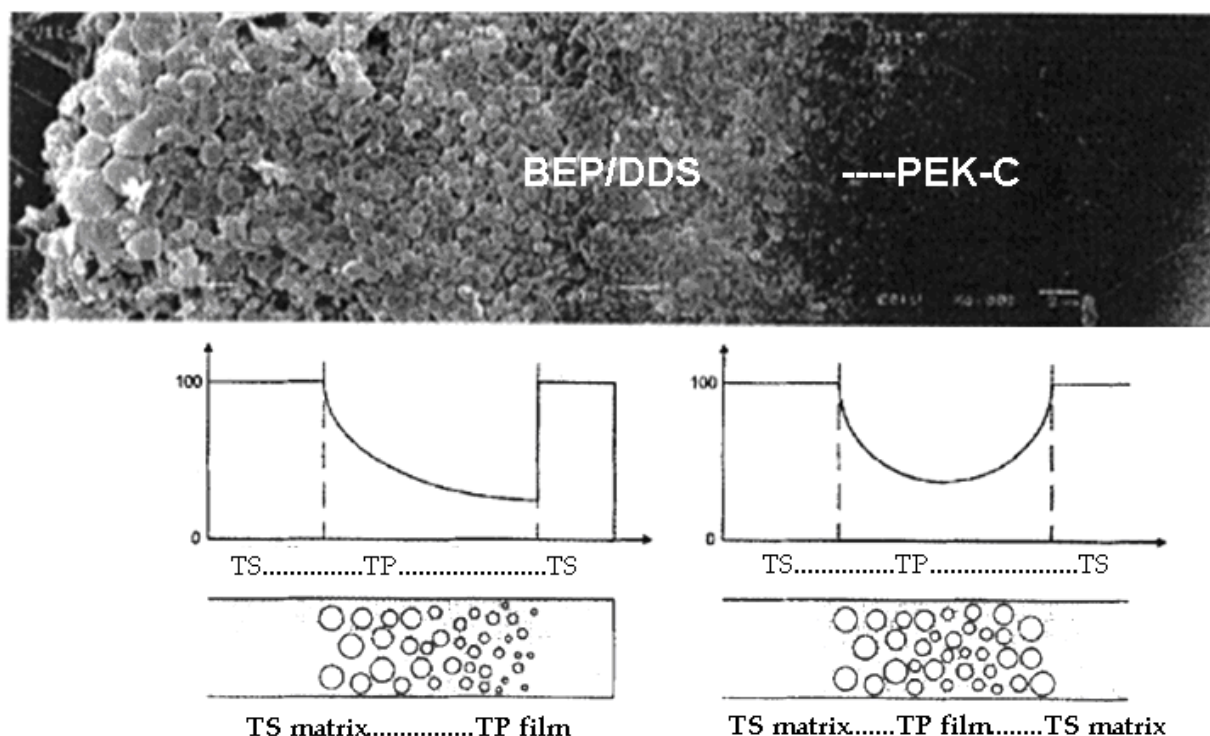 BEP/DDS ----PEK-C
100
0
TS..............TP......................TS
TS matrix................TP film
100
0
TS..............TP......................TS
TS matrix.......TP film........TS matrix